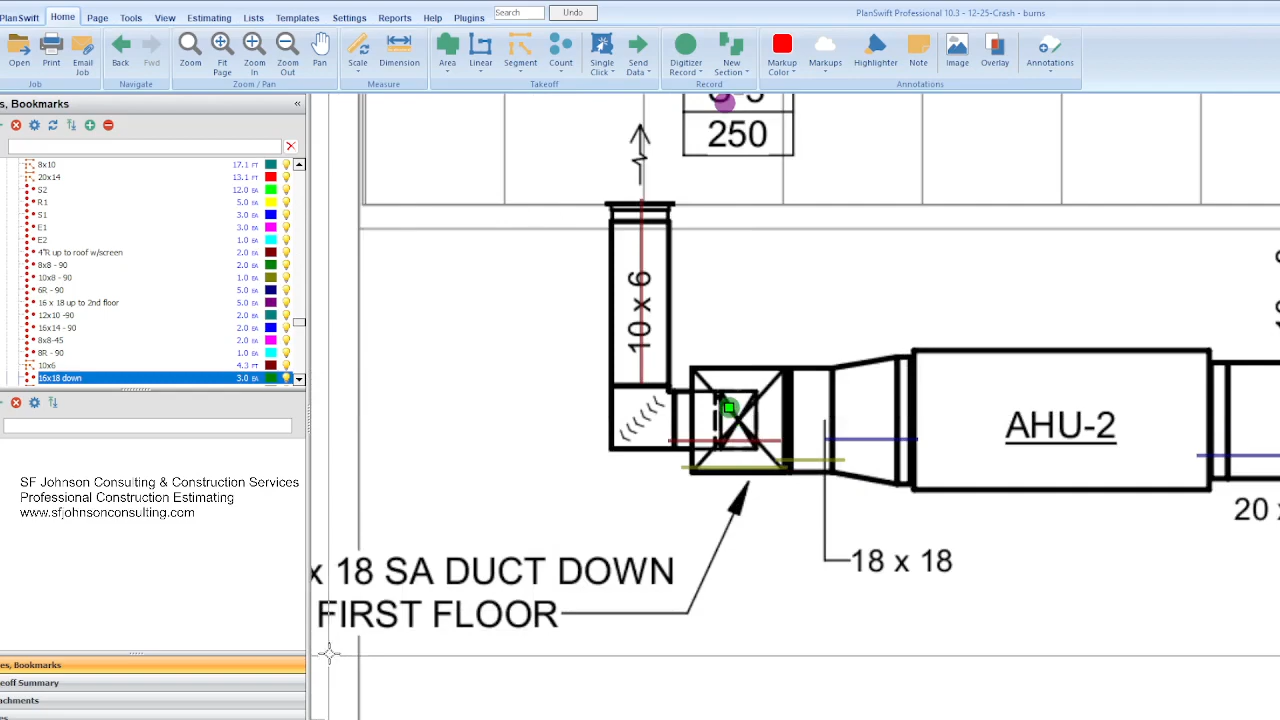 PlanSwift Home Page Tools View Estimating Lists Templates Settings Reports Help Plugins Search Undo PlanSwift Professional 10.3 - 12-25-Crash - burns
Open Print Email Job Back Fwd Zoom Fit Page Zoom In Zoom Out Pan Scale Dimension Area Linear Segment Count Single Click Send Data Digitizer Record New Section Markup Color Markups Highlighter Note Image Overlay Annotations
Job Navigate Zoom / Pan Measure Takeoff Record Annotations
s, Bookmarks
8x10 17.1 FT
20x14 13.1 FT
S2 12.0 EA
R1 5.0 EA
S1 3.0 EA
E1 3.0 EA
E2 1.0 EA
4"R up to roof w/screen 2.0 EA
8x8 - 90 2.0 EA
10x8 - 90 1.0 EA
6R - 90 5.0 EA
16 x 18 up to 2nd floor 5.0 EA
12x10 -90 2.0 EA
16x14 - 90 2.0 EA
8x8-45 2.0 EA
8R - 90 1.0 EA
10x6 4.3 FT
16x18 down 3.0 EA
SF Johnson Consulting & Construction Services
Professional Construction Estimating
www.sfjohnsonconsulting.com
es, Bookmarks
eoff Summary
achments
250
10 x 6
AHU-2
20
18 x 18
x 18 SA DUCT DOWN
FIRST FLOOR